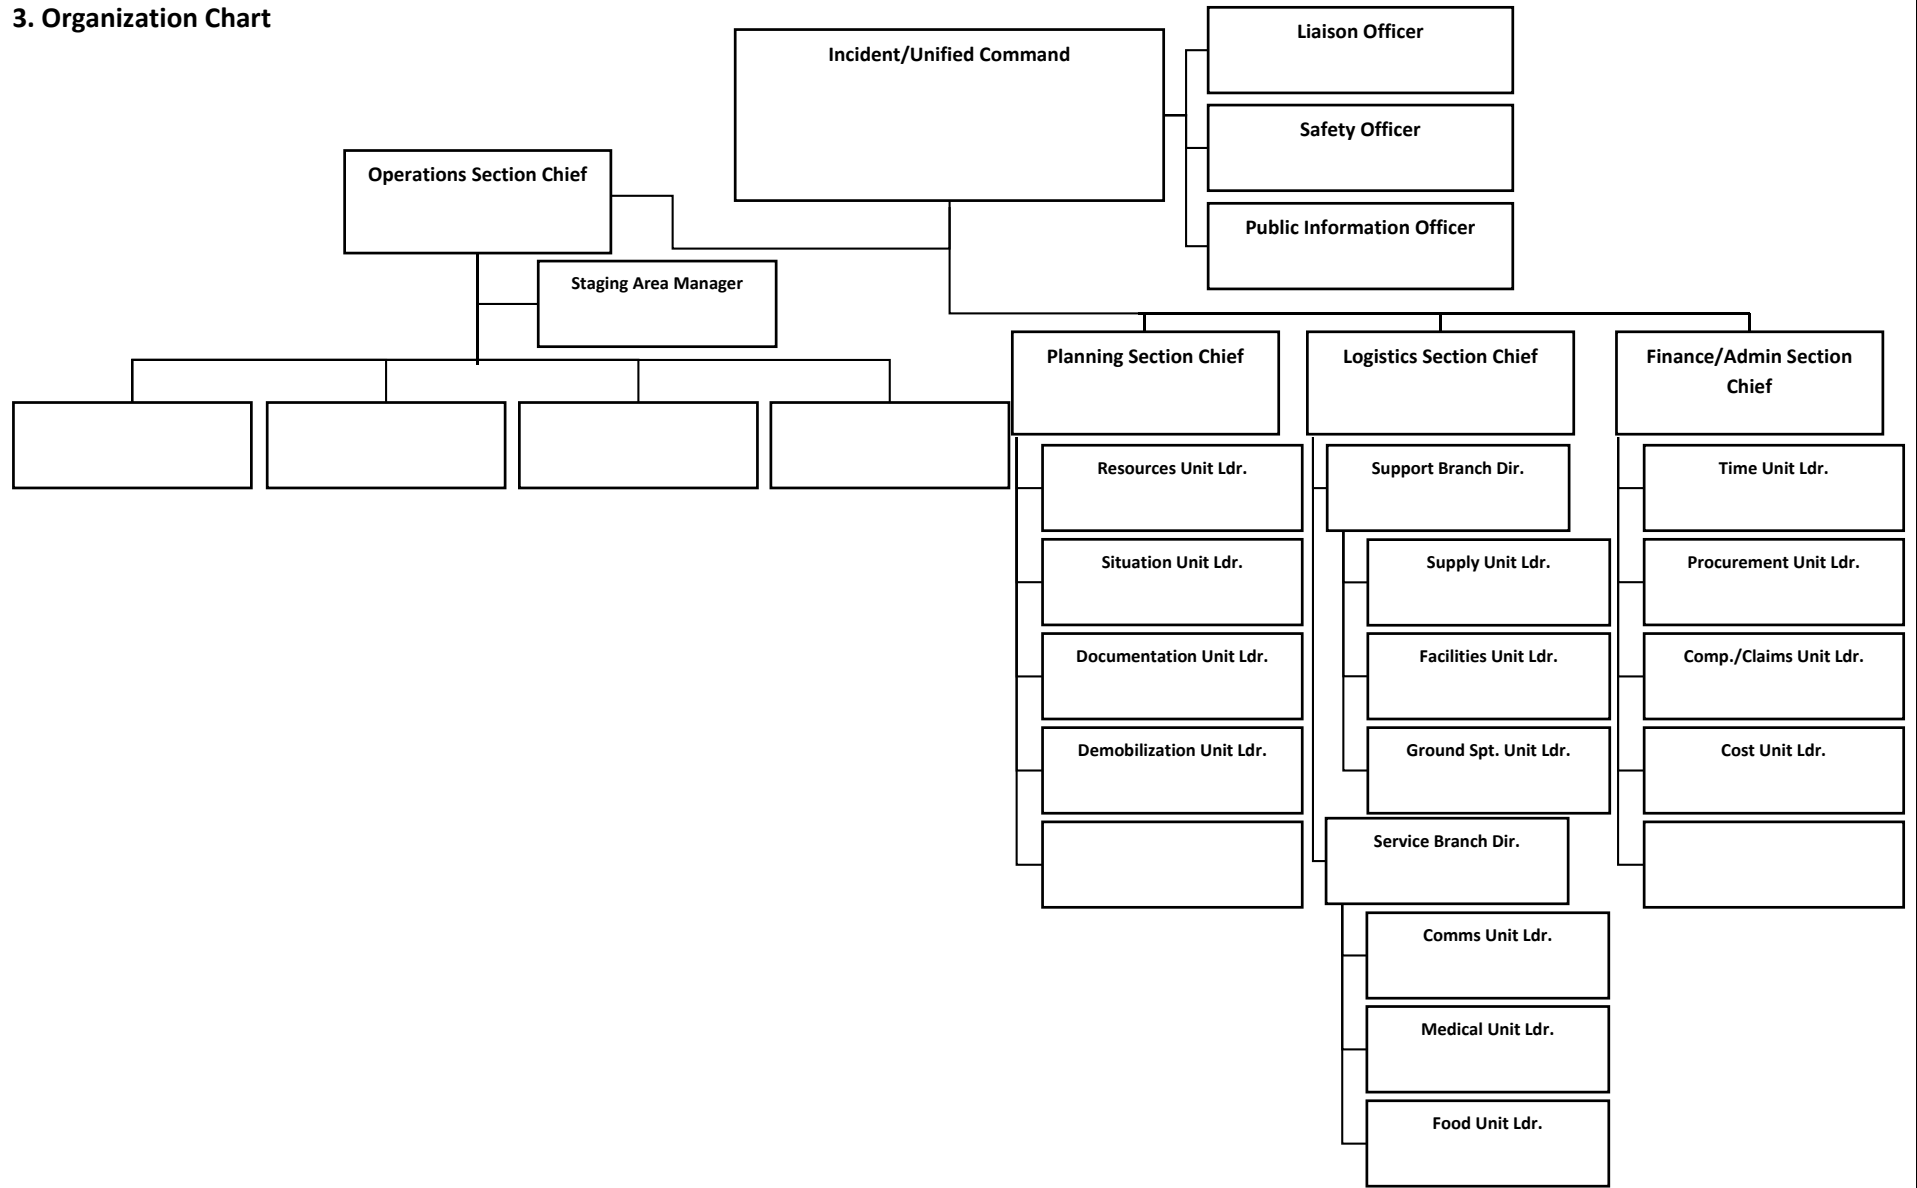 3. Organization Chart
Incident/Unified Command
Liaison Officer
Safety Officer
Public Information Officer
Operations Section Chief
Staging Area Manager
Planning Section Chief
Resources Unit Ldr.
Situation Unit Ldr.
Documentation Unit Ldr.
Demobilization Unit Ldr.
Logistics Section Chief
Support Branch Dir.
Supply Unit Ldr.
Facilities Unit Ldr.
Ground Spt. Unit Ldr.
Service Branch Dir.
Comms Unit Ldr.
Medical Unit Ldr.
Food Unit Ldr.
Finance/Admin Section
Chief
Time Unit Ldr.
Procurement Unit Ldr.
Comp./Claims Unit Ldr.
Cost Unit Ldr.